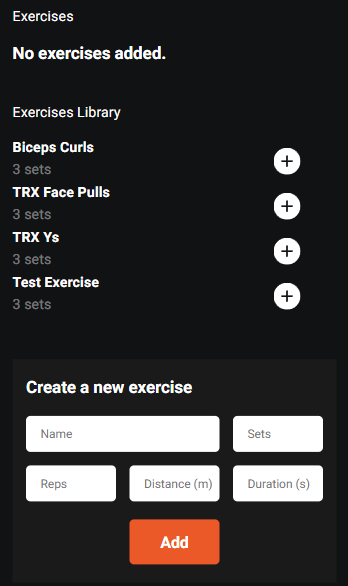 Exercises
No exercises added.
Exercises Library
Biceps Curls
3 sets
TRX Face Pulls
3 sets
TRX Ys
3 sets
Test Exercise
3 sets
Create a new exercise
Name Sets
Reps Distance (m) Duration (s)
Add